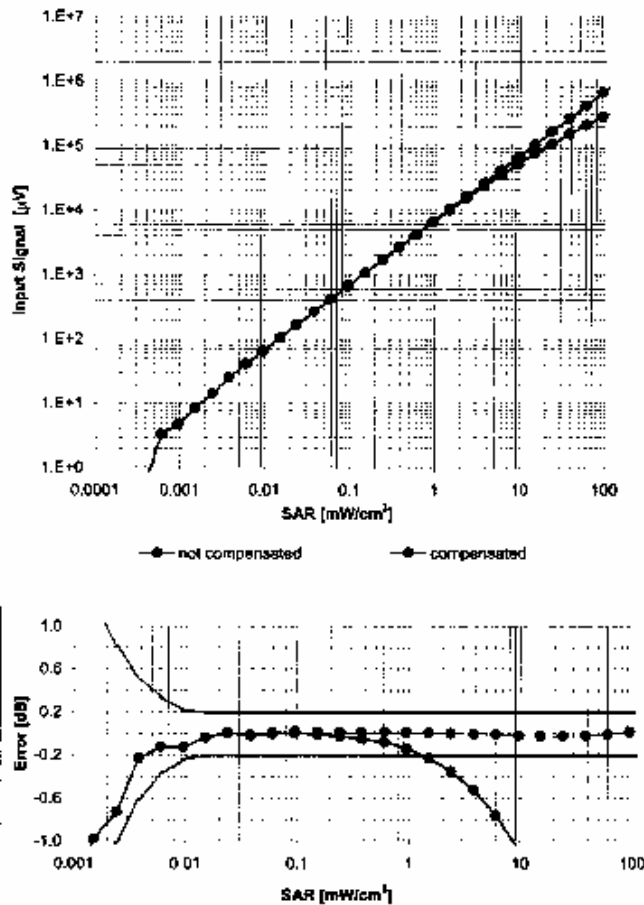 1.E+7
1.E+6
1.E+5
1.E+4
1.E+3
1.E+2
1.E+1
1.E+0
Input Signal [µV]
0.0001 0.001 0.01 0.1 1 10 100
SAR [mW/cm³]
not compensated compensated
1.0
0.6
0.2
-0.2
-0.6
-1.0
Error [dB]
0.001 0 01 0.1 1 10 100
SAR [mW/cm³]